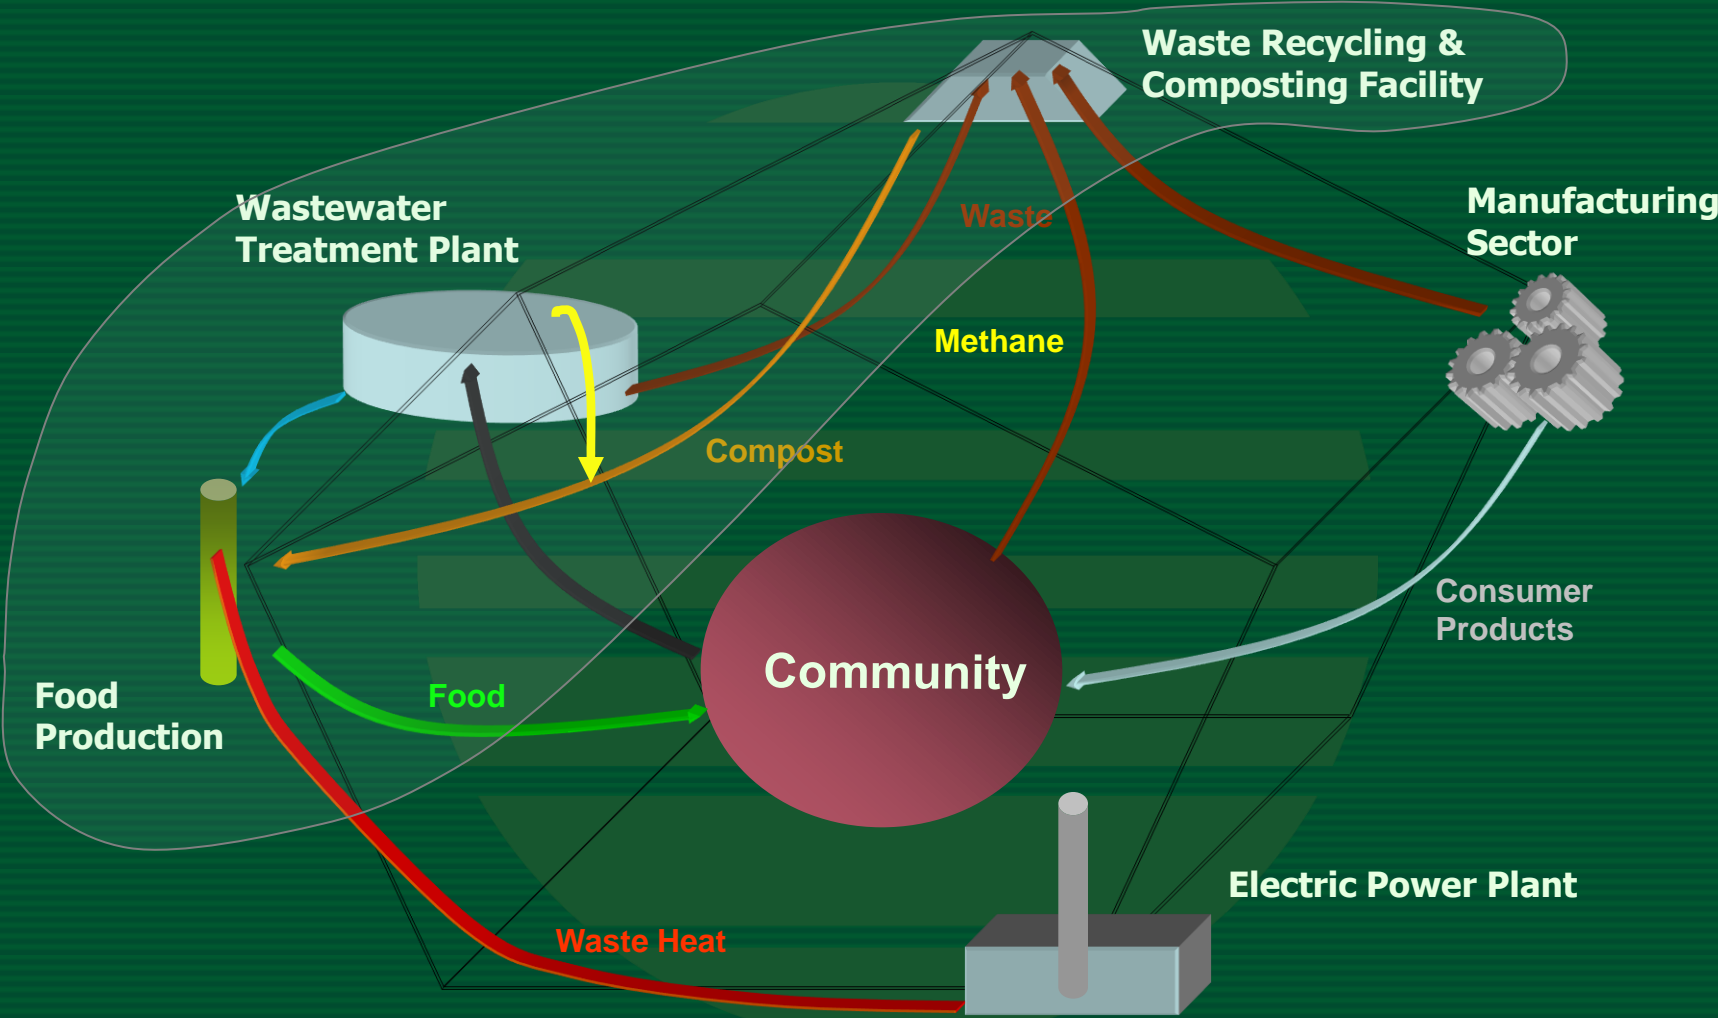 Waste Recycling &
Composting Facility
Wastewater
Treatment Plant
Manufacturing
Sector
Waste
Methane
Compost
Consumer
Products
Community
Food
Production
Food
Electric Power Plant
Waste Heat